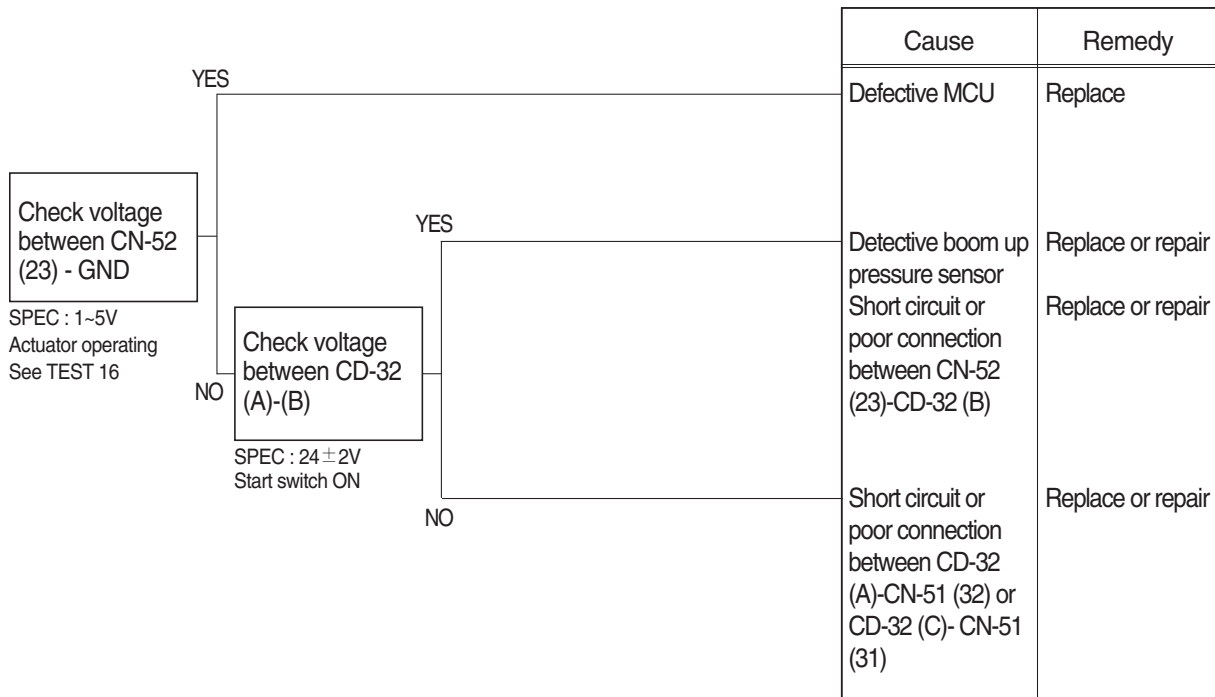 Cause
Remedy
YES
Defective MCU
Replace
Check voltage
between CN-52
(23) - GND
SPEC : 1~5V
Actuator operating
See TEST 16
YES
Detective boom up
pressure sensor
Replace or repair
Short circuit or
poor connection
between CN-52
(23)-CD-32 (B)
Replace or repair
NO
Check voltage
between CD-32
(A)-(B)
SPEC : 24±2V
Start switch ON
NO
Short circuit or
poor connection
between CD-32
(A)-CN-51 (32) or
CD-32 (C)- CN-51
(31)
Replace or repair